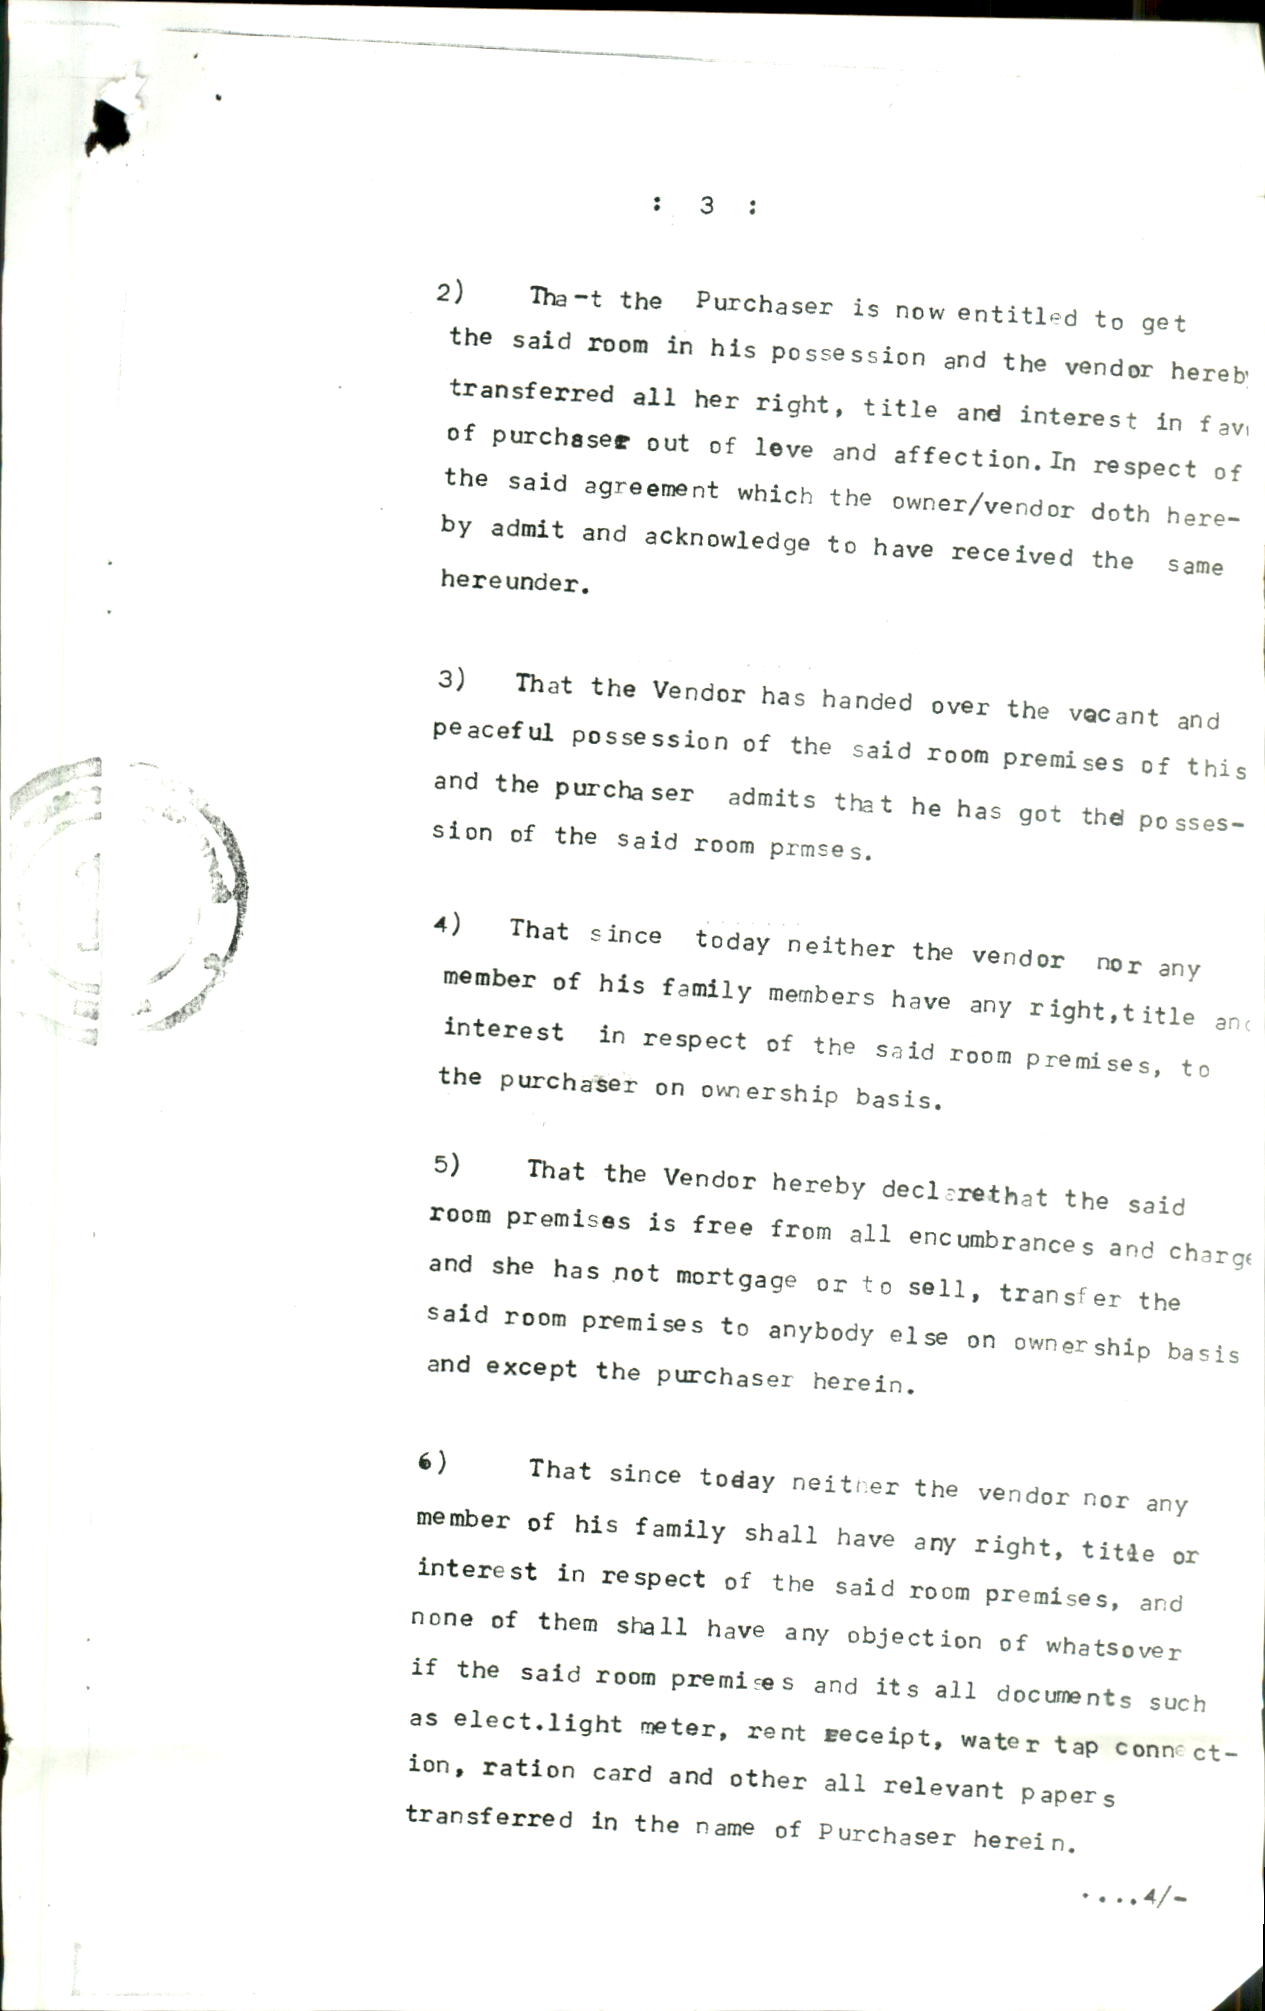 : 3 :
2) Tha-t the Purchaser is now entitled to get
the said room in his possession and the vendor hereb
transferred all her right, title and interest in fav
of purchaser out of love and affection.In respect of
the said agreement which the owner/vendor doth here-
by admit and acknowledge to have received the same
hereunder.
3) That the Vendor has handed over the vacant and
peaceful possession of the said room premises of this
and the purchaser admits that he has got the posses-
sion of the said room prmses.
4) That since today neither the vendor nor any
member of his family members have any right,title an
interest in respect of the said room premises, to
the purchaser on ownership basis.
5) That the Vendor hereby declarethat the said
room premises is free from all encumbrances and charge
and she has not mortgage or to sell, transfer the
said room premises to anybody else on ownership basis
and except the purchaser herein.
6) That since today neither the vendor nor any
member of his family shall have any right, title or
interest in respect of the said room premises, and
none of them shall have any objection of whatsover
if the said room premises and its all documents such
as elect.light meter, rent receipt, water tap connect-
ion, ration card and other all relevant papers
transferred in the name of Purchaser herein.
....4/-